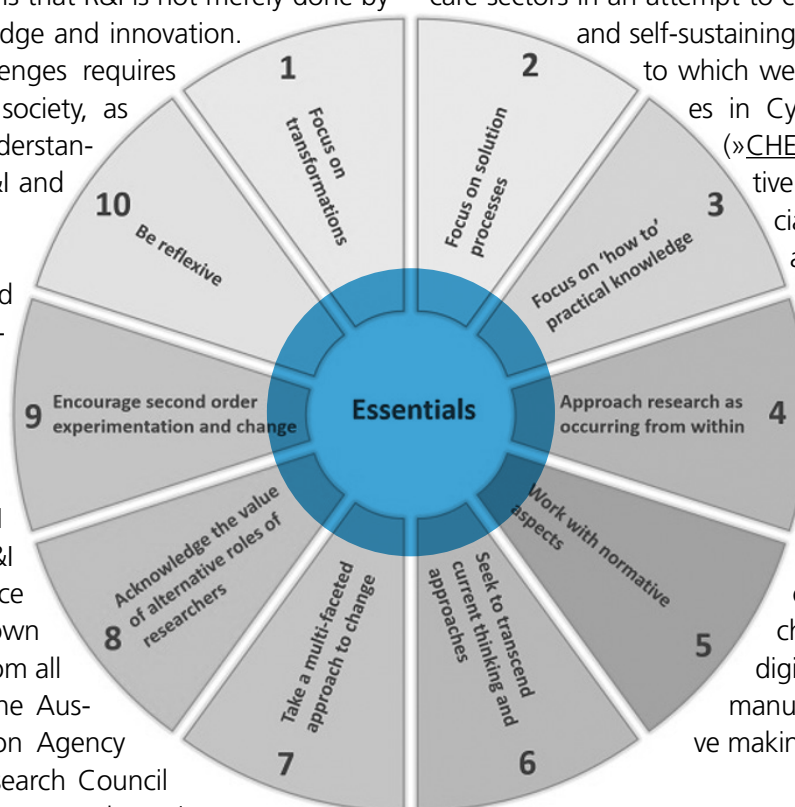 ns that R&I is not merely done by
dge and innovation.
enges requires
society, as
derstan-
&I and
d
-
l
&I
ce
own
om all
ne Aus-
on Agency
search Council
care sectors in an attempt to c
and self-sustaining
to which we
es in Cy
(»CHE
tive
cia
a
c
ch
digi
manu
ve makin
1
Focus on
transformations
2
Focus on solution
processes
3
Focus on ‘how to’
practical knowledge
4
Approach research as
occurring from within
5
Work with normative
aspects
6
Seek to transcend
current thinking and
approaches
7
Take a multi-faceted
approach to change
8
Acknowledge the value
of alternative roles of
researchers
9
Encourage second order
experimentation and change
10
Be reflexive
Essentials